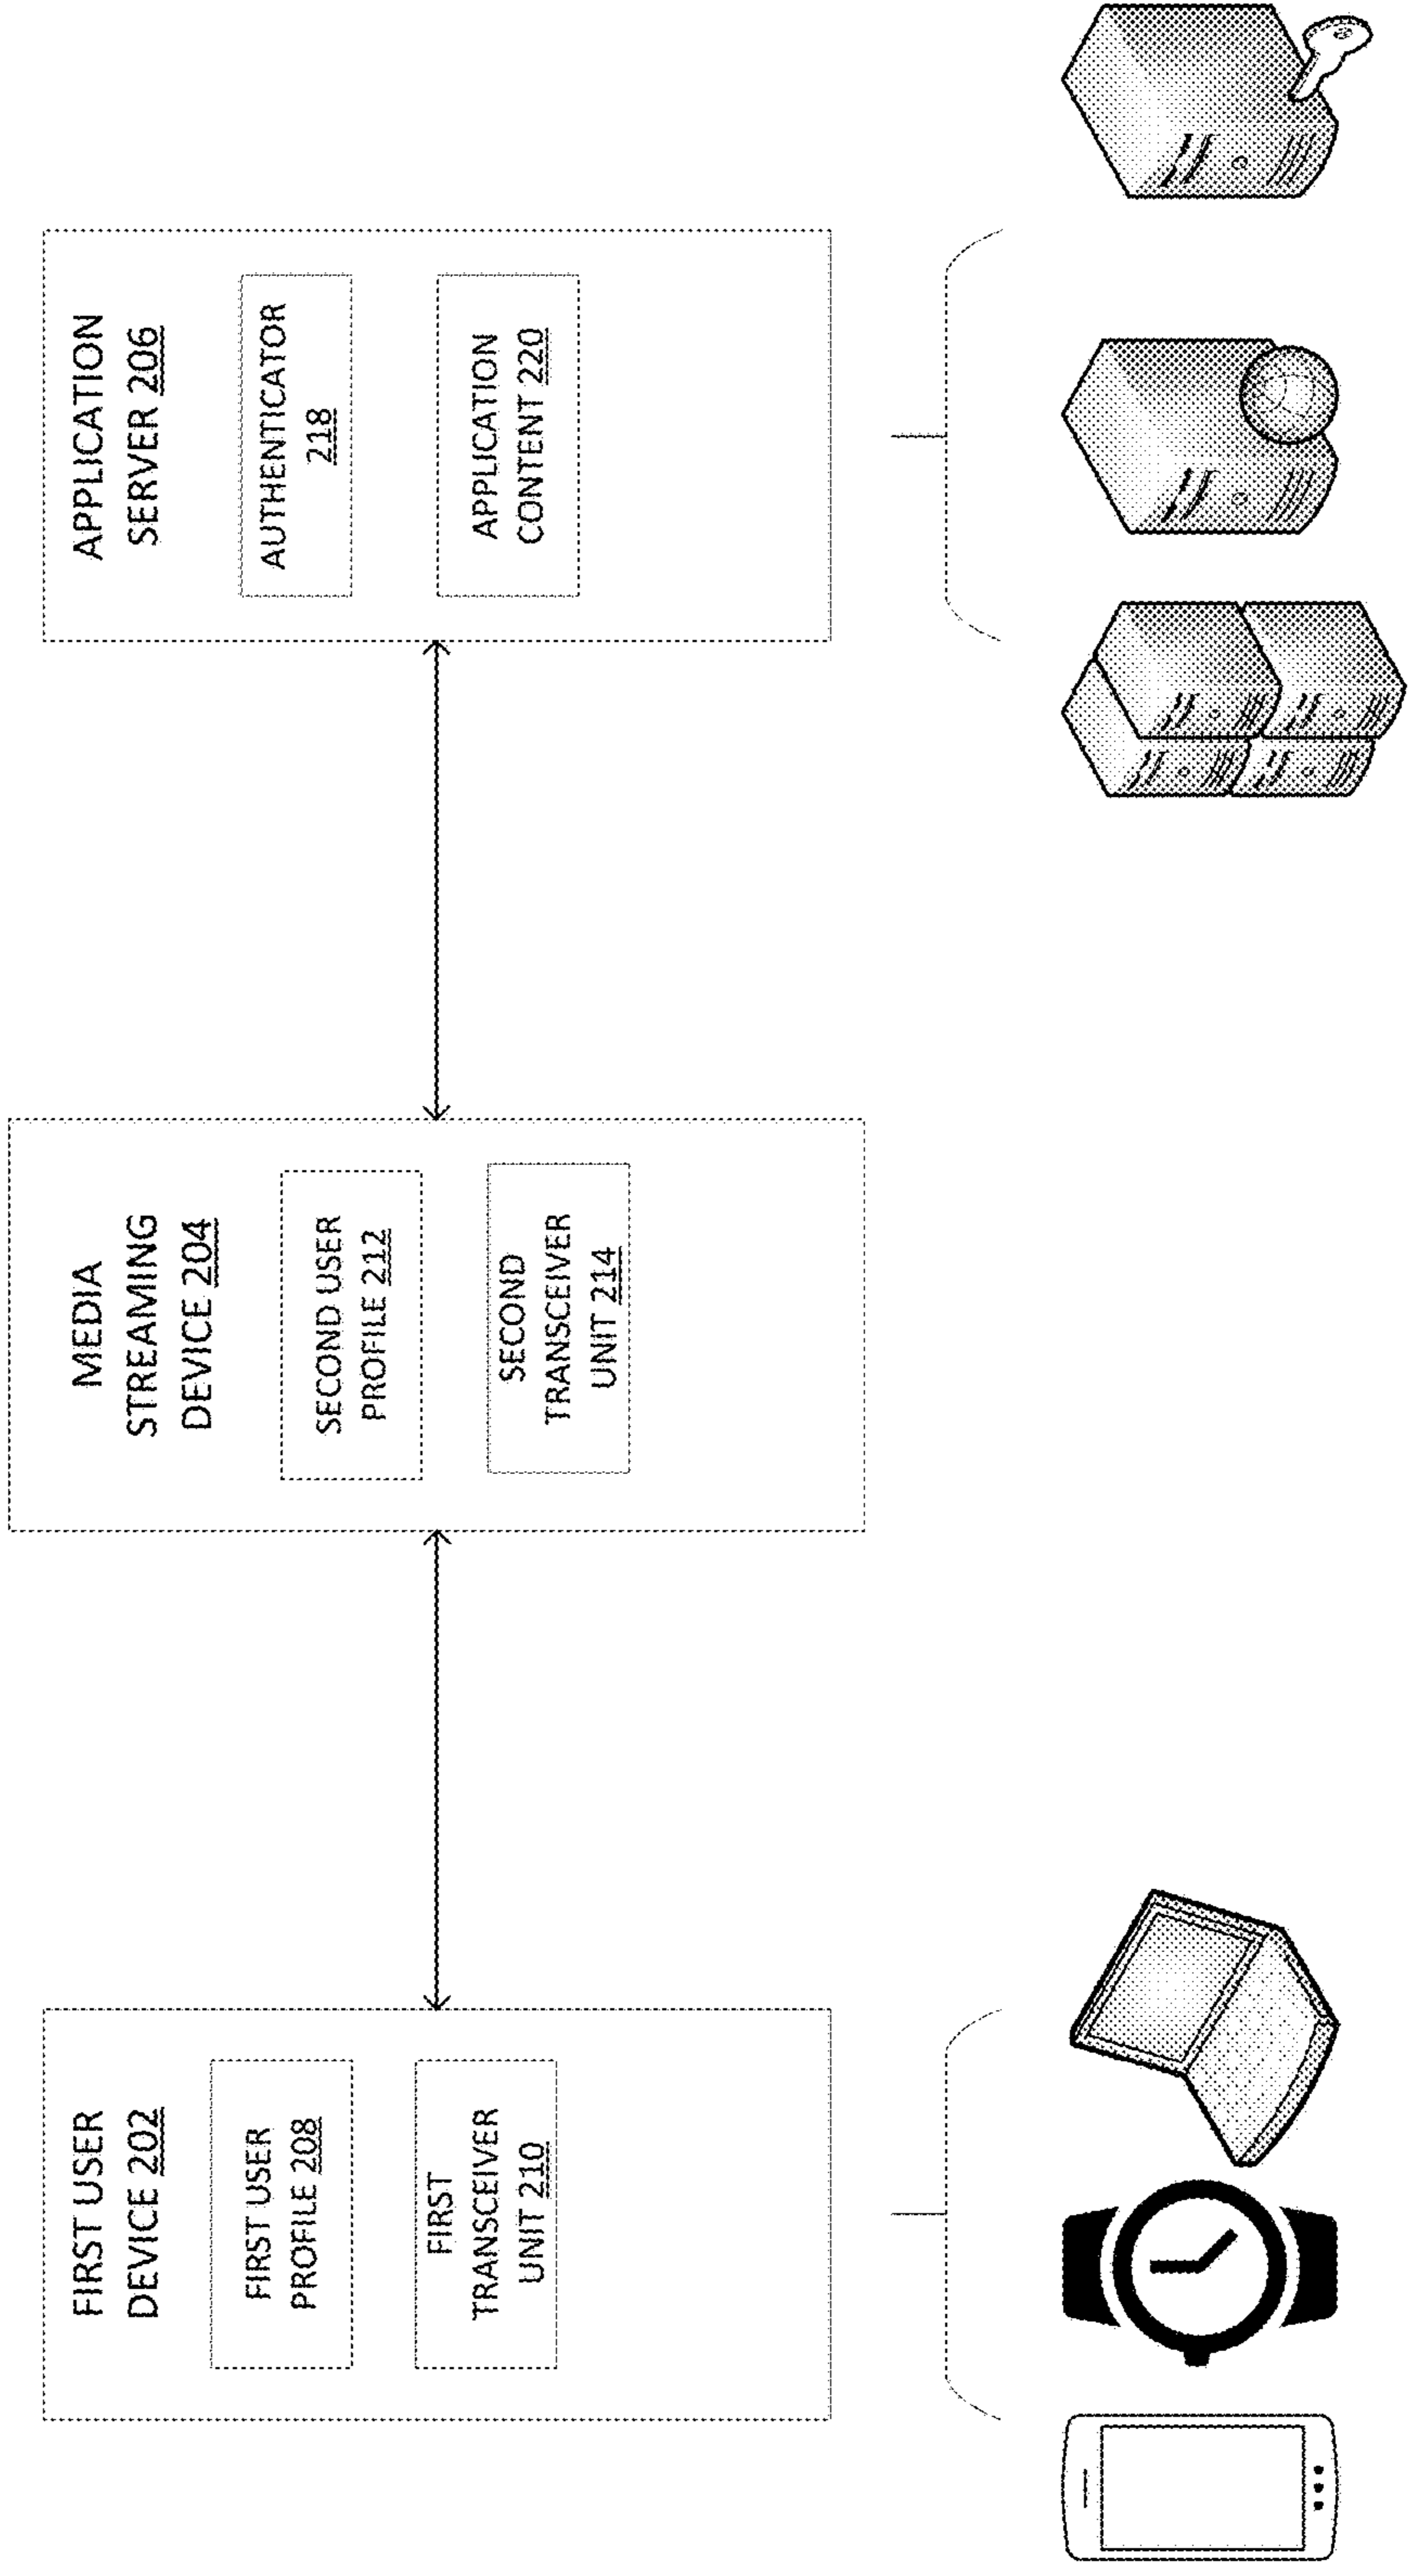 FIRST USER
DEVICE 202
FIRST USER
PROFILE 208
FIRST
TRANSCEIVER
UNIT 210
MEDIA
STREAMING
DEVICE 204
SECOND USER
PROFILE 212
SECOND
TRANSCEIVER
UNIT 214
APPLICATION
SERVER 206
AUTHENTICATOR
218
APPLICATION
CONTENT 220